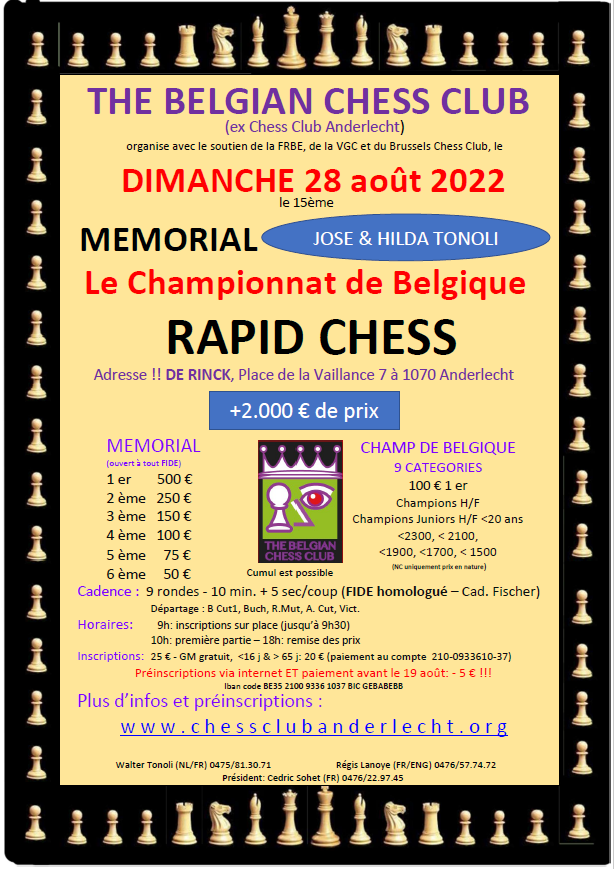 THE BELGIAN CHESS CLUB
(ex Chess Club Anderlecht)
organise avec le soutien de la FRBE, de la VGC et du Brussels Chess Club, le
DIMANCHE 28 août 2022
le 15ème
MEMORIAL JOSE & HILDA TONOLI
Le Championnat de Belgique
RAPID CHESS
Adresse !! DE RINCK, Place de la Vaillance 7 à 1070 Anderlecht
+2.000 € de prix
MEMORIAL
(ouvert à tout FIDE)
1 er 500 €
2 ème 250 €
3 ème 150 €
4 ème 100 €
5 ème 75 €
6 ème 50 €
THE BELGIAN
CHESS CLUB
Cumul est possible
CHAMP DE BELGIQUE
9 CATEGORIES
100 € 1 er
Champions H/F
Champions Juniors H/F <20 ans
<2300, < 2100,
<1900, <1700, < 1500
(NC uniquement prix en nature)
Cadence : 9 rondes - 10 min. + 5 sec/coup (FIDE homologué – Cad. Fischer)
Départage : B Cut1, Buch, R.Mut, A. Cut, Vict.
Horaires: 9h: inscriptions sur place (jusqu'à 9h30)
10h: première partie – 18h: remise des prix
Inscriptions: 25 € - GM gratuit, <16 j & > 65 j: 20 € (paiement au compte 210-0933610-37)
Préinscriptions via internet ET paiement avant le 19 août: - 5 € !!!
Iban code BE35 2100 9336 1037 BIC GEBABEBB
Plus d'infos et préinscriptions :
www.chessclubanderlecht.org
Walter Tonoli (NL/FR) 0475/81.30.71 Régis Lanoye (FR/ENG) 0476/57.74.72
Président: Cedric Sohet (FR) 0476/22.97.45